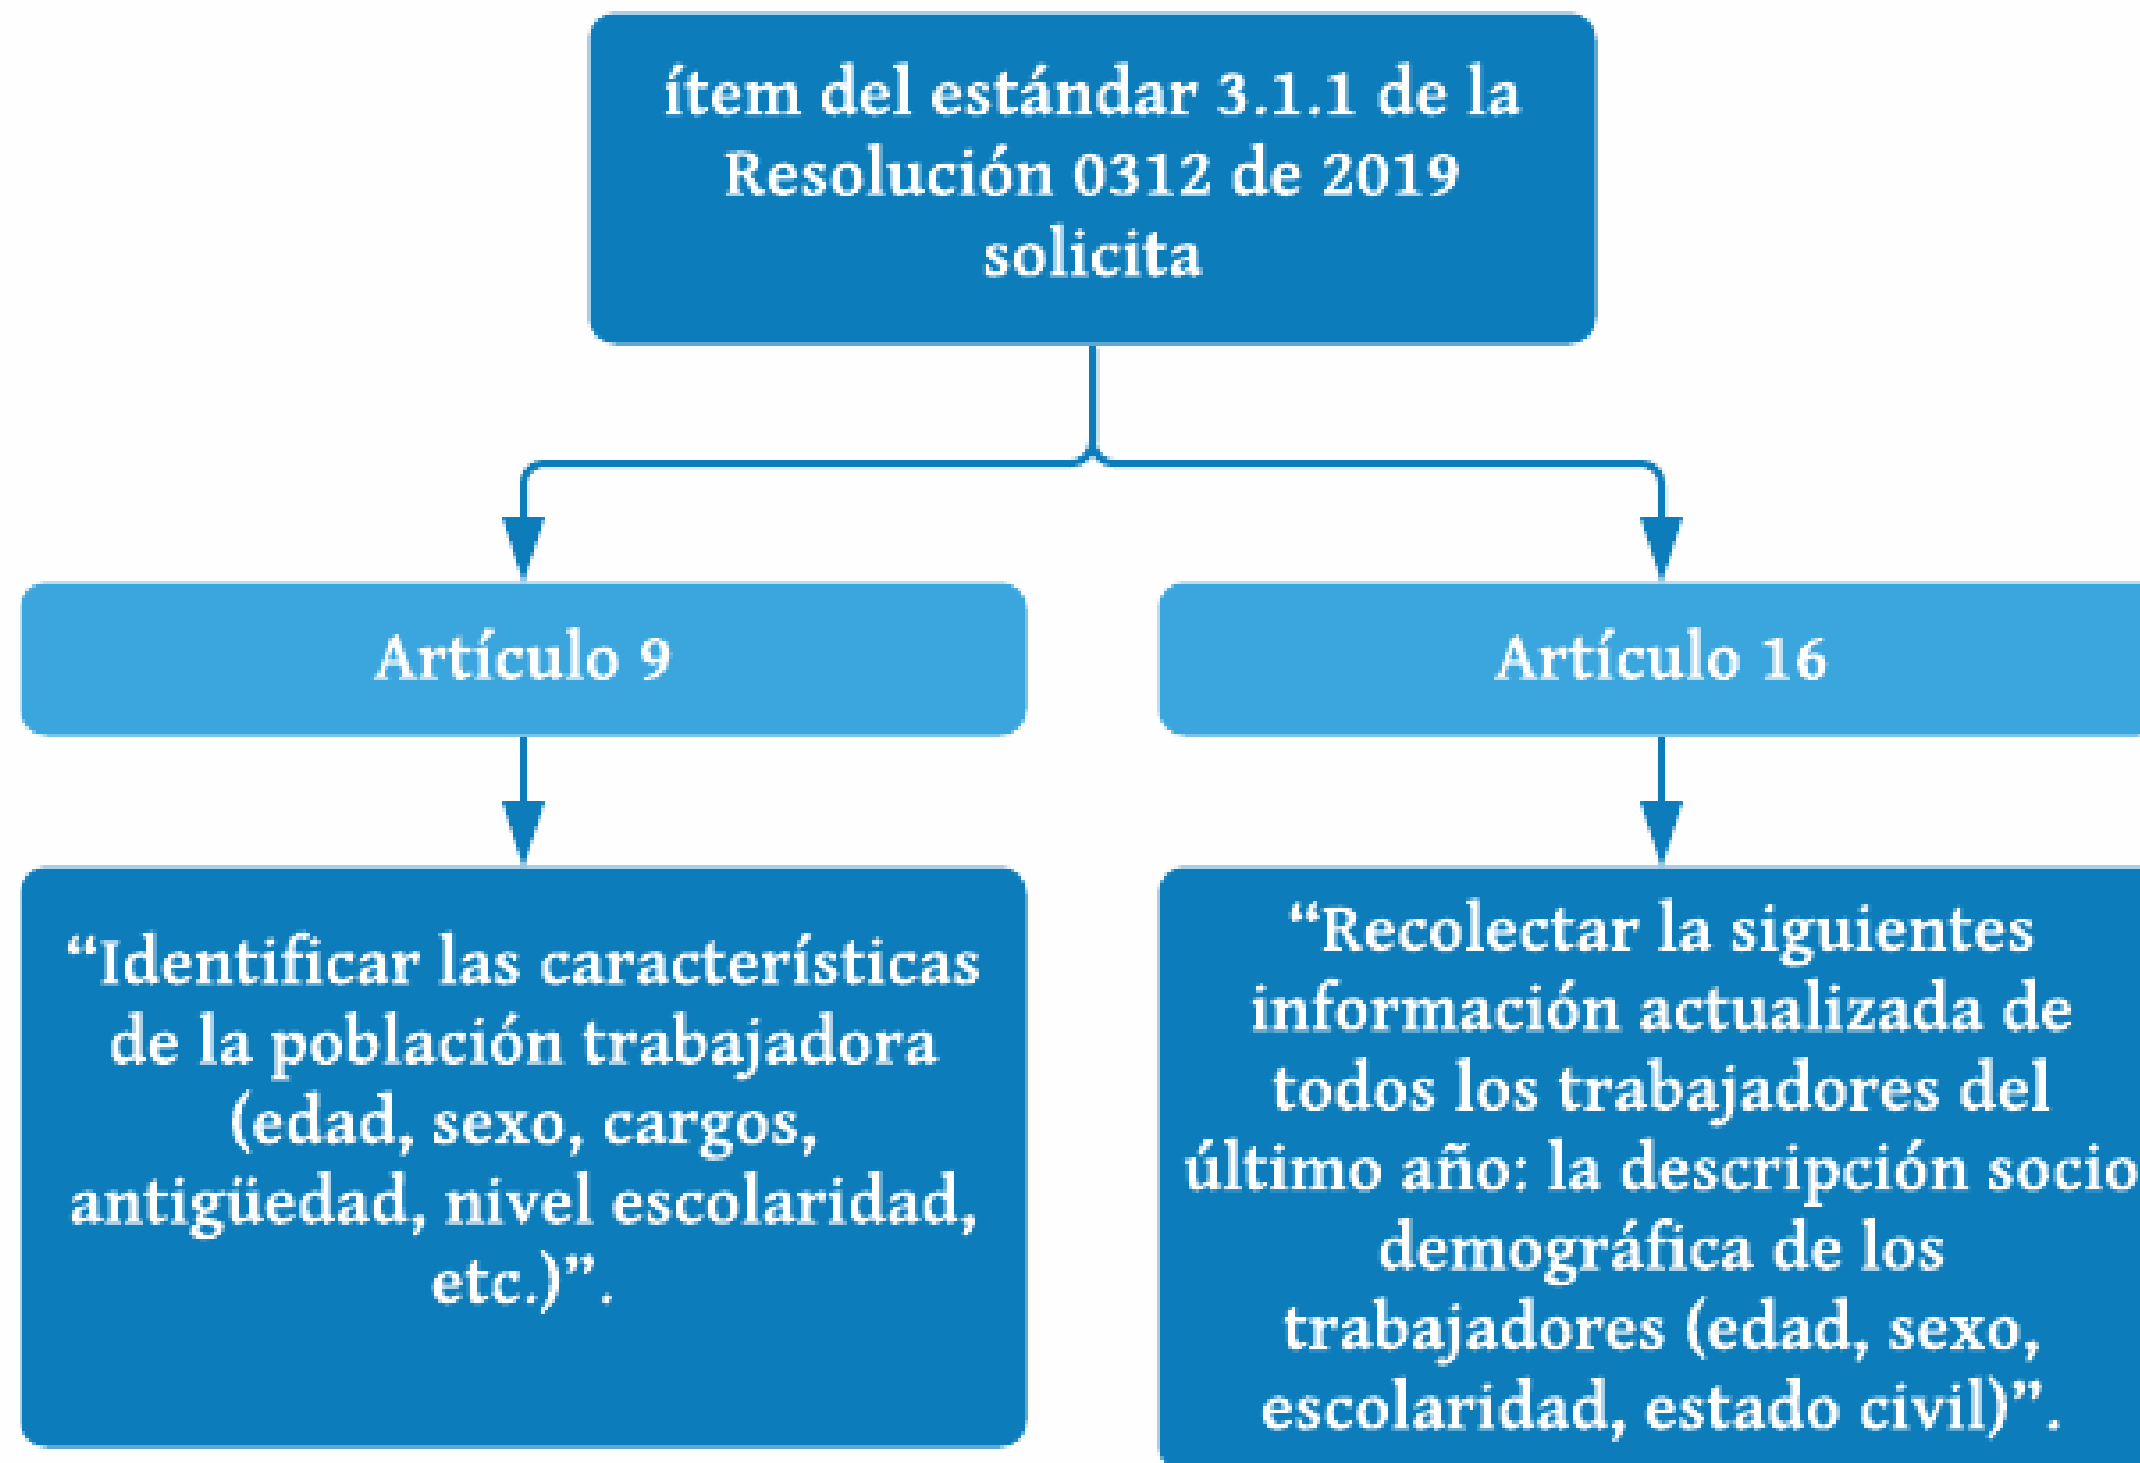 ítem del estándar 3.1.1 de la
Resolución 0312 de 2019
solicita
Artículo 9
Artículo 16
“Identificar las características
de la población trabajadora
(edad, sexo, cargos,
antigüedad, nivel escolaridad,
etc.)”.
“Recolectar la siguientes
información actualizada de
todos los trabajadores del
último año: la descripción socio
demográfica de los
trabajadores (edad, sexo,
escolaridad, estado civil)”.